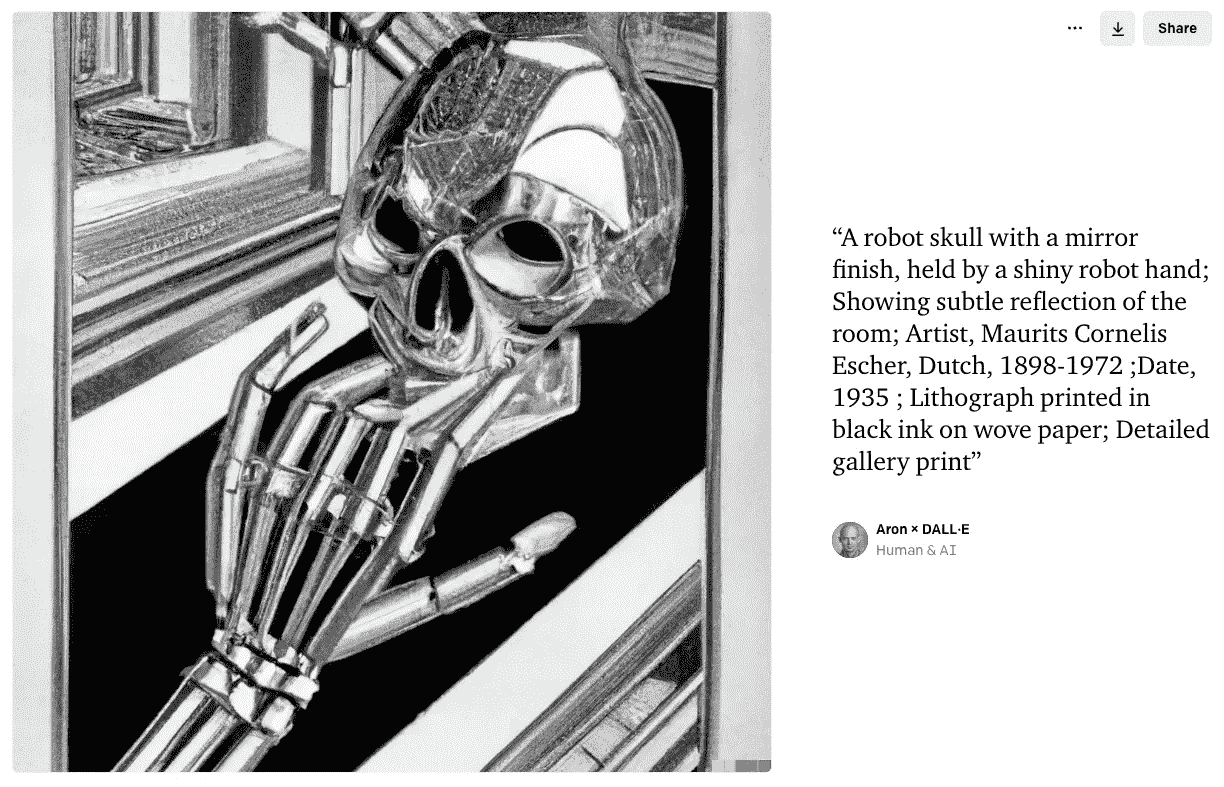 Share
“A robot skull with a mirror
finish, held by a shiny robot hand;
Showing subtle reflection of the
room; Artist, Maurits Cornelis
Escher, Dutch, 1898-1972 ;Date,
1935 ; Lithograph printed in
black ink on wove paper; Detailed
gallery print”
Aron × DALL·E
Human & AI